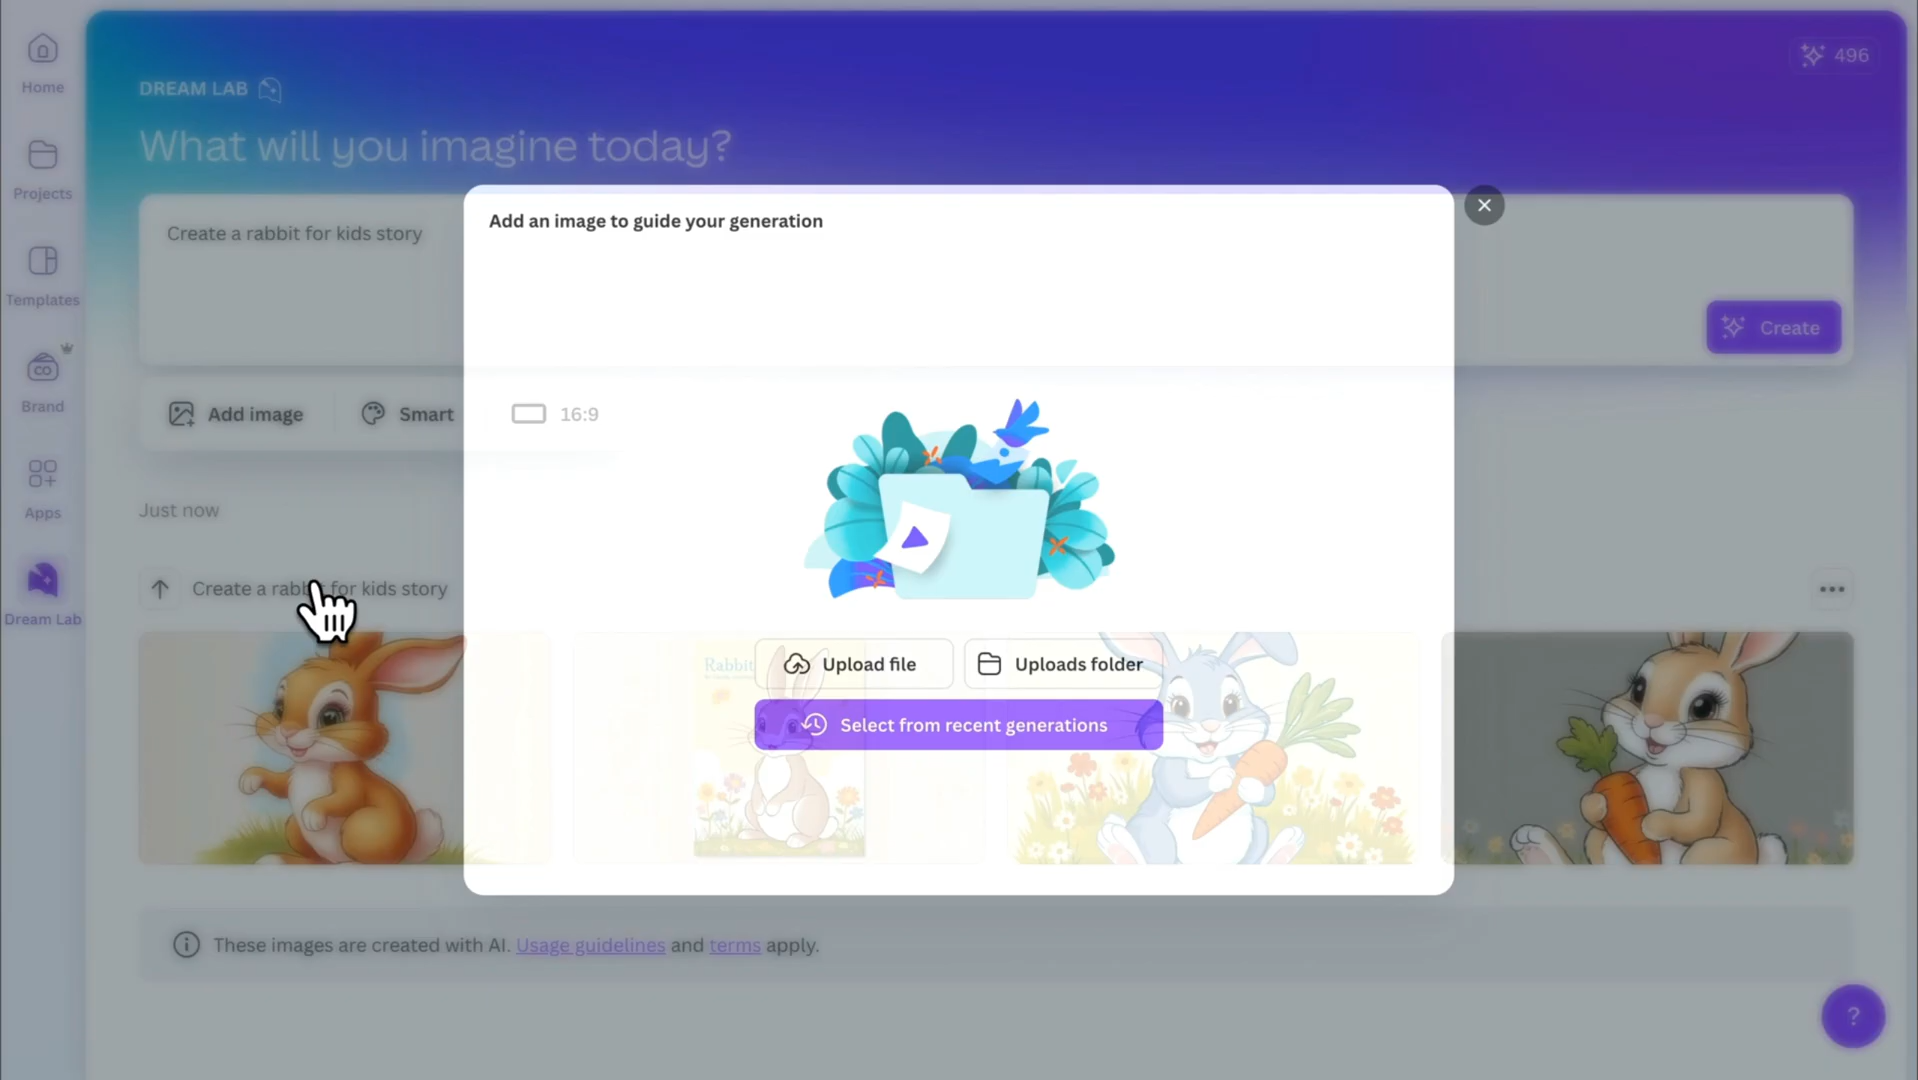 Home
Projects
Templates
CO
Brand
Apps
Dream Lab
DREAM LAB
496
What will you imagine today?
Create a rabbit for kids story
Add an image to guide your generation
Create
Add image
Smart
16:9
Just now
Create a rabbit for kids story
Rabbit
Upload file
Uploads folder
Select from recent generations
These images are created with AI. Usage guidelines and terms apply.
?